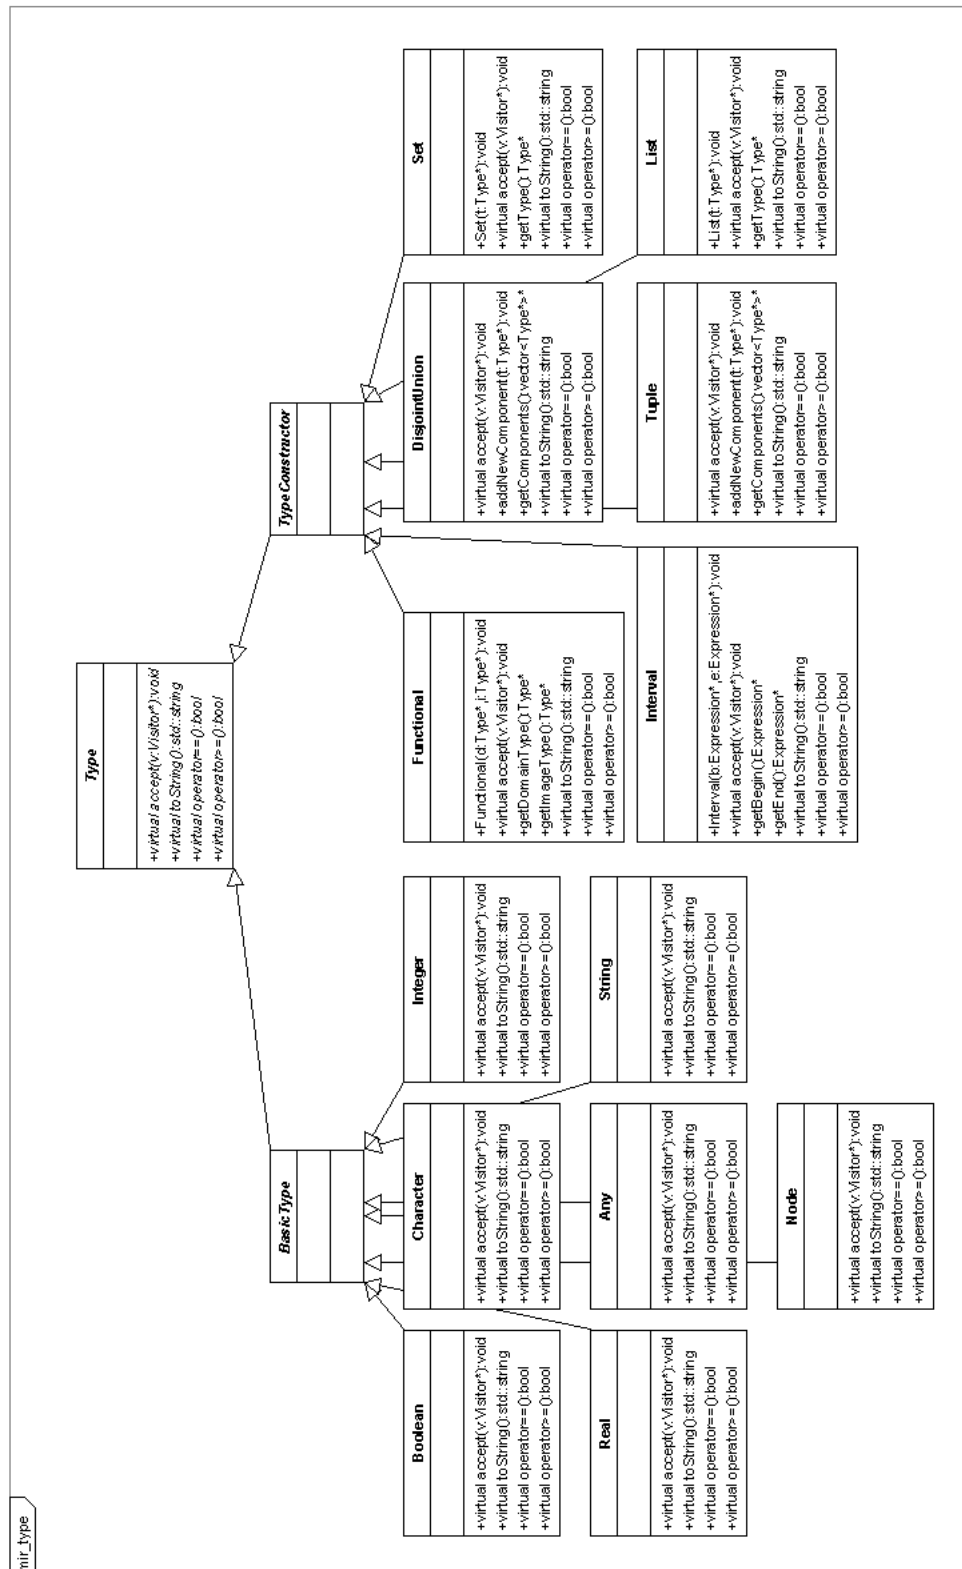 mir_type
Type
+virtual accept(v:Visitor*):void
+virtual toString():std::string
+virtual operator==():bool
+virtual operator>=():bool
BasicType
TypeConstructor
Boolean
+virtual accept(v:Visitor*):void
+virtual toString():std::string
+virtual operator==():bool
+virtual operator>=():bool
Character
+virtual accept(v:Visitor*):void
+virtual toString():std::string
+virtual operator==():bool
+virtual operator>=():bool
Integer
+virtual accept(v:Visitor*):void
+virtual toString():std::string
+virtual operator==():bool
+virtual operator>=():bool
Functional
+Functional(d:Type*,i:Type*):void
+virtual accept(v:Visitor*):void
+getDomainType():Type*
+getImageType():Type*
+virtual toString():std::string
+virtual operator==():bool
+virtual operator>=():bool
DisjointUnion
+virtual accept(v:Visitor*):void
+addNewComponent(t:Type*):void
+getComponents():vector<Type*>*
+virtual toString():std::string
+virtual operator==():bool
+virtual operator>=():bool
Set
+Set(t:Type*):void
+virtual accept(v:Visitor*):void
+getType():Type*
+virtual toString():std::string
+virtual operator==():bool
+virtual operator>=():bool
Real
+virtual accept(v:Visitor*):void
+virtual toString():std::string
+virtual operator==():bool
+virtual operator>=():bool
Any
+virtual accept(v:Visitor*):void
+virtual toString():std::string
+virtual operator==():bool
+virtual operator>=():bool
String
+virtual accept(v:Visitor*):void
+virtual toString():std::string
+virtual operator==():bool
+virtual operator>=():bool
Interval
+Interval(b:Expression*,e:Expression*):void
+virtual accept(v:Visitor*):void
+getBegin():Expression*
+getEnd():Expression*
+virtual toString():std::string
+virtual operator==():bool
+virtual operator>=():bool
Tuple
+virtual accept(v:Visitor*):void
+addNewComponent(t:Type*):void
+getComponents():vector<Type*>*
+virtual toString():std::string
+virtual operator==():bool
+virtual operator>=():bool
List
+List(t:Type*):void
+virtual accept(v:Visitor*):void
+getType():Type*
+virtual toString():std::string
+virtual operator==():bool
+virtual operator>=():bool
Node
+virtual accept(v:Visitor*):void
+virtual toString():std::string
+virtual operator==():bool
+virtual operator>=():bool